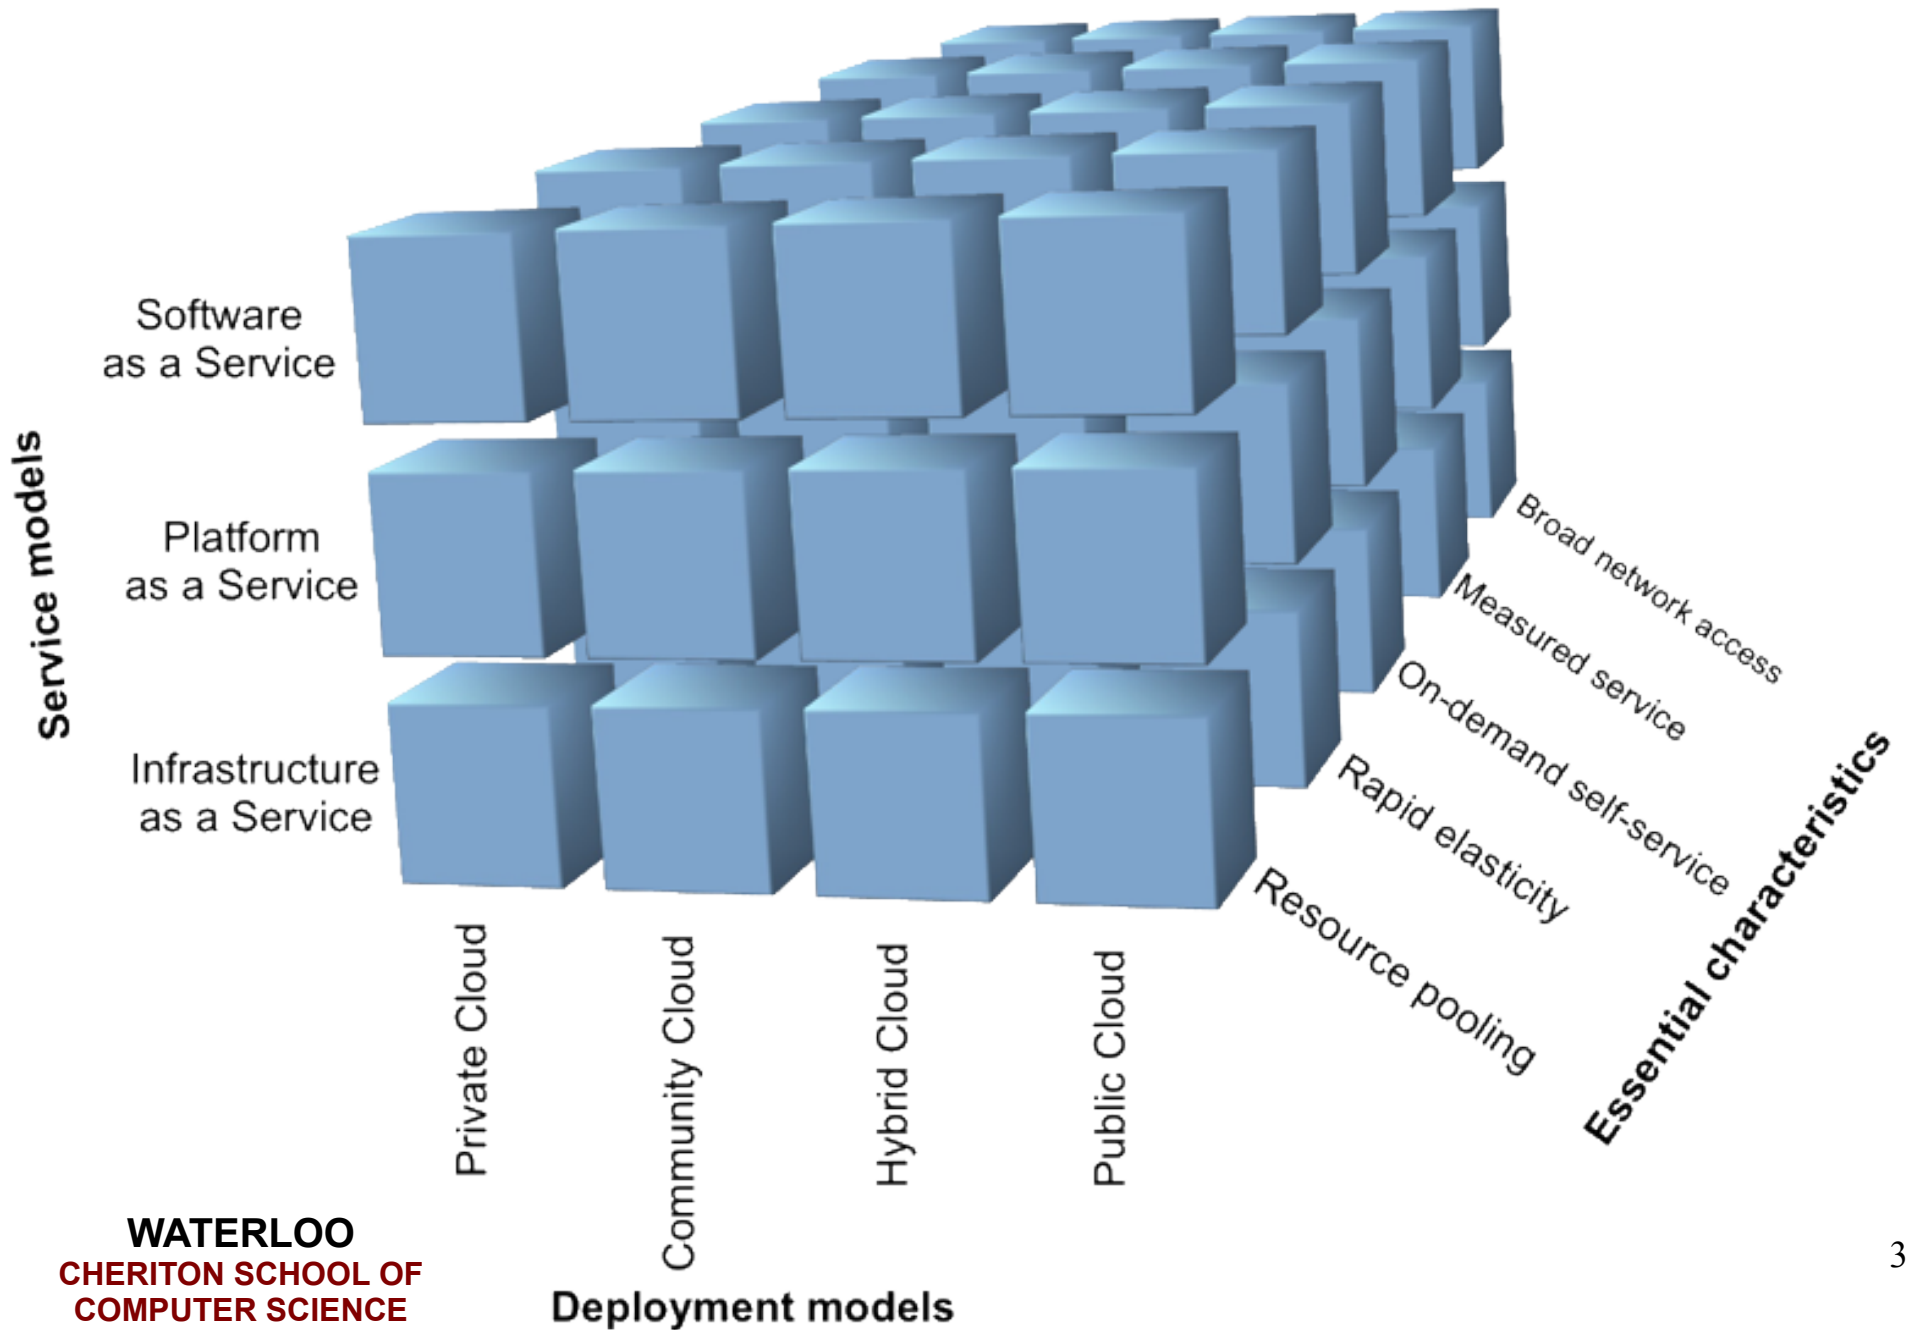 Service models
Software
as a Service
Platform
as a Service
Infrastructure
as a Service
Private Cloud
Community Cloud
Hybrid Cloud
Public Cloud
Deployment models
Broad network access
Measured service
On-demand self-service
Rapid elasticity
Resource pooling
Essential characteristics
WATERLOO
CHERITON SCHOOL OF
COMPUTER SCIENCE
3